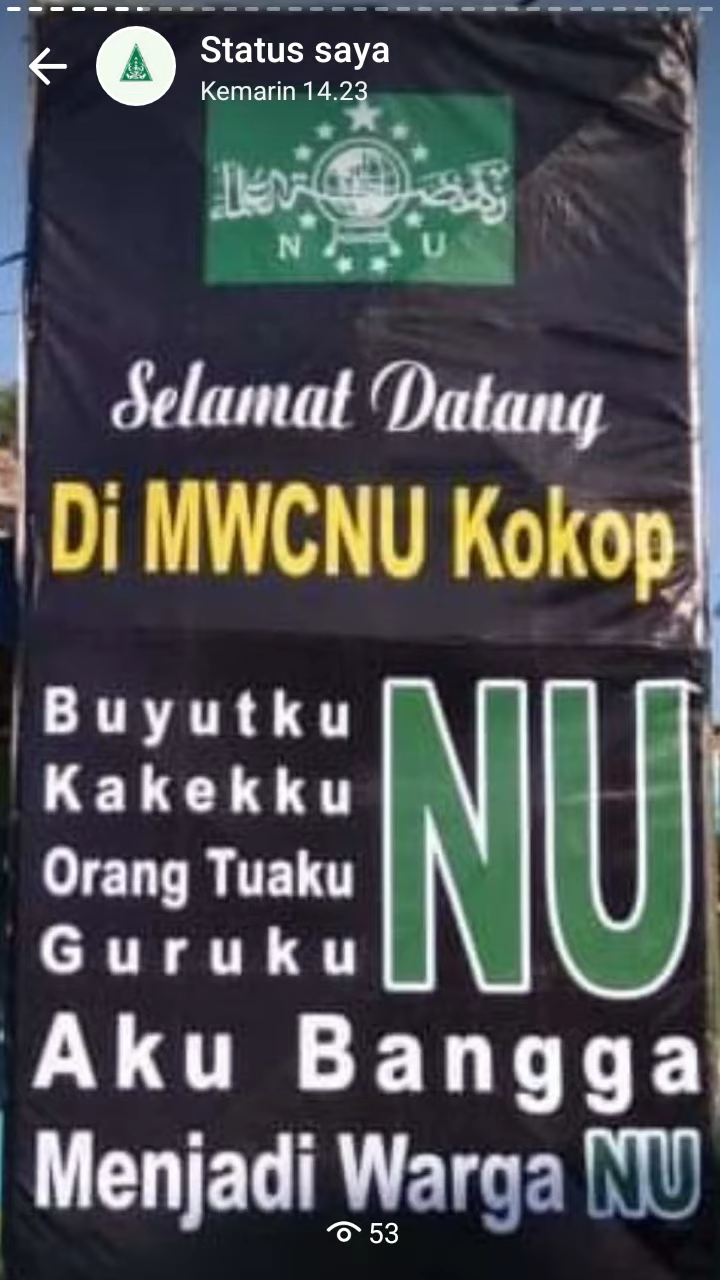 Status saya
Kemarin 14.23
N U
Selamat Datang
Di MWCNU Kokop
Buyutku
Kakekku
Orang Tuaku
Guruku
NU
Aku Bangga
Menjadi Warga NU
53